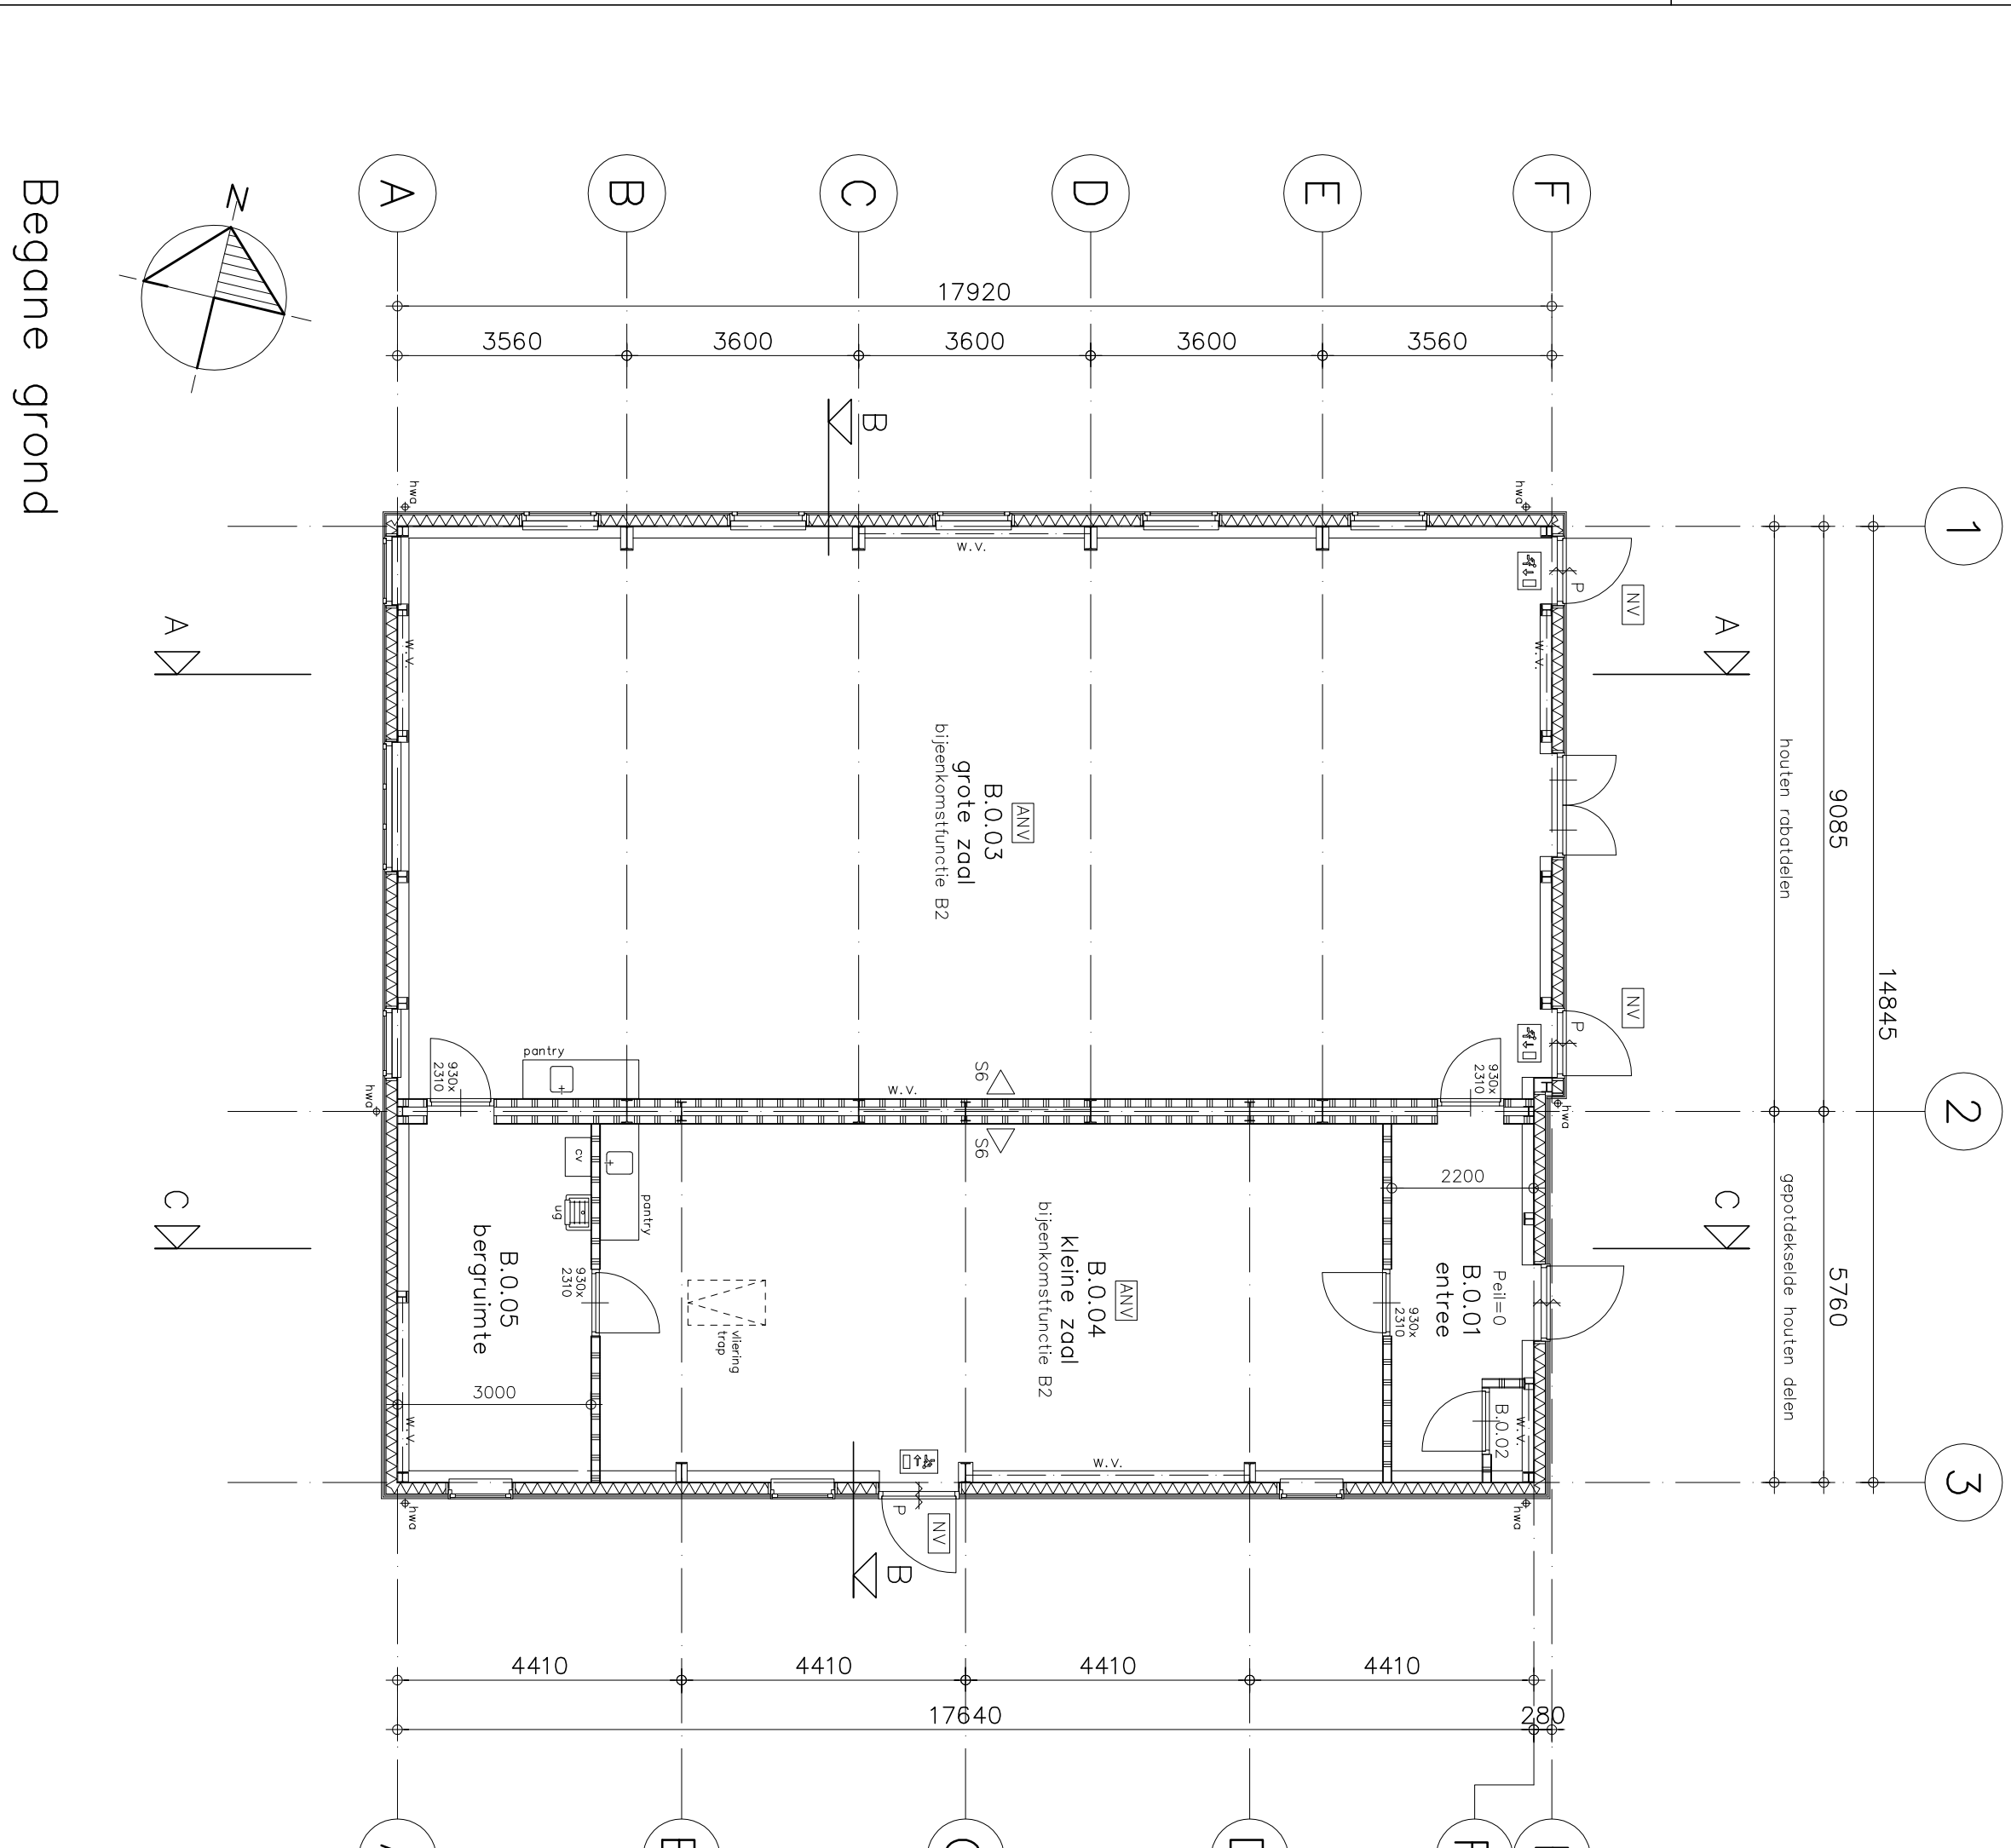 Begane grond
N
A
B
C
D
E
F
17920
3560
3600
3600
3600
3560
B
hwa
hwa
1
w.v.
P
NV
A
A
w.v.
w.v.
houten rabatdelen
9085
14845
ANV
B.0.03
grote zaal
bijeenkomstfunctie B2
NV
P
pantry
930x
2310
930x
2310
w.v.
S6
S6
hwa
hwa
2
cv
ug
pantry
2200
C
C
gepotdekselde houten delen
5760
B.0.05
bergruimte
930x
2310
vliering
trap
ANV
B.0.04
kleine zaal
bijeenkomstfunctie B2
930x
2310
Peil=0
B.0.01
entree
B.0.02
w.v.
3000
w.v.
w.v.
3
hwa
hwa
P
NV
B
4410
4410
4410
4410
17640
280